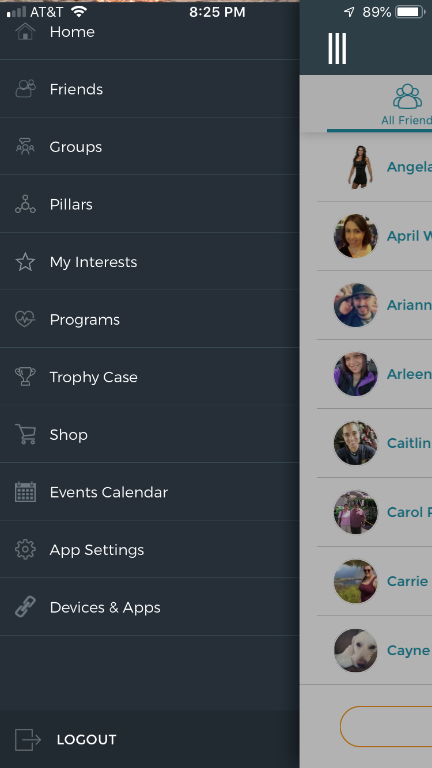 AT&T 8:25 PM 89%
Home
Friends
Groups
Pillars
My Interests
Programs
Trophy Case
Shop
Events Calendar
App Settings
Devices & Apps
LOGOUT
All Friend
Angela
April W
Ariann
Arleen
Caitlin
Carol
Carrie
Cayne